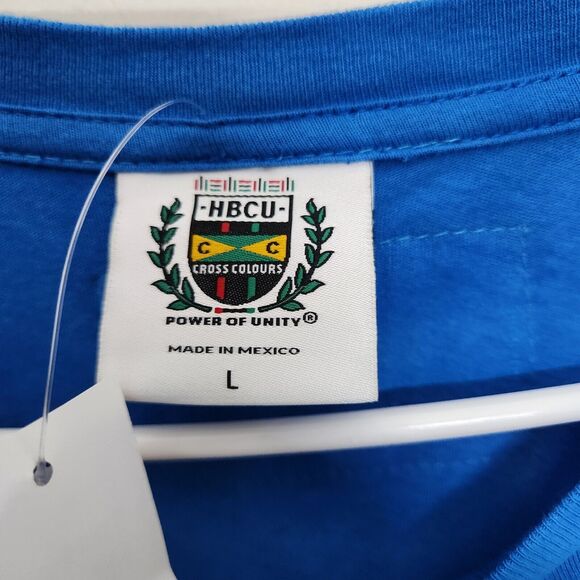 -HBCU-
C C
CROSS COLOURS
POWER OF UNITY®
MADE IN MEXICO
L